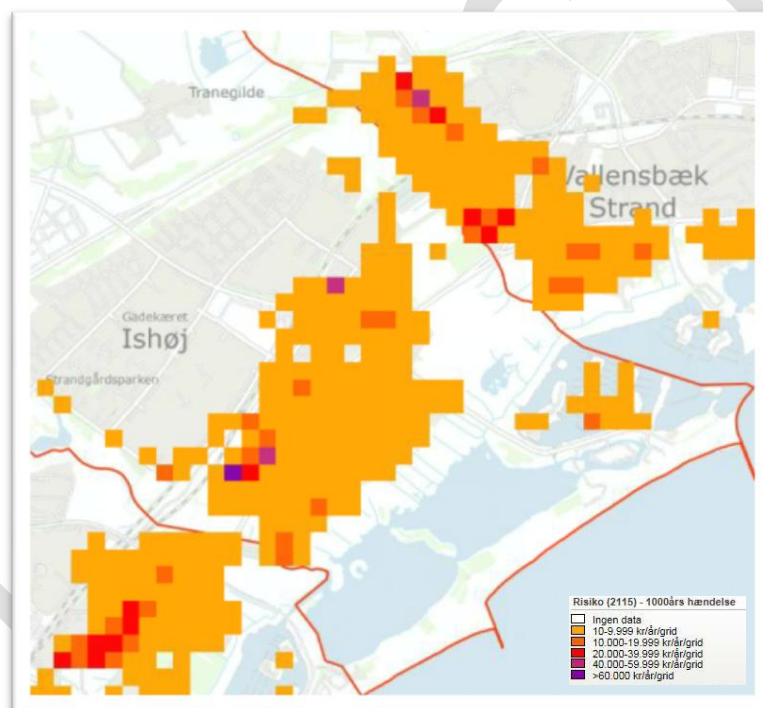 Tranegilde
Vallensbæk
Strand
Gadekæret
Ishøj
Strandgårdsparken
Risiko (2115) - 1000års hændelse
Ingen data
10-9.999 kr/år/grid
10.000-19.999 kr/år/grid
20.000-39.999 kr/år/grid
40.000-59.999 kr/år/grid
>60.000 kr/år/grid